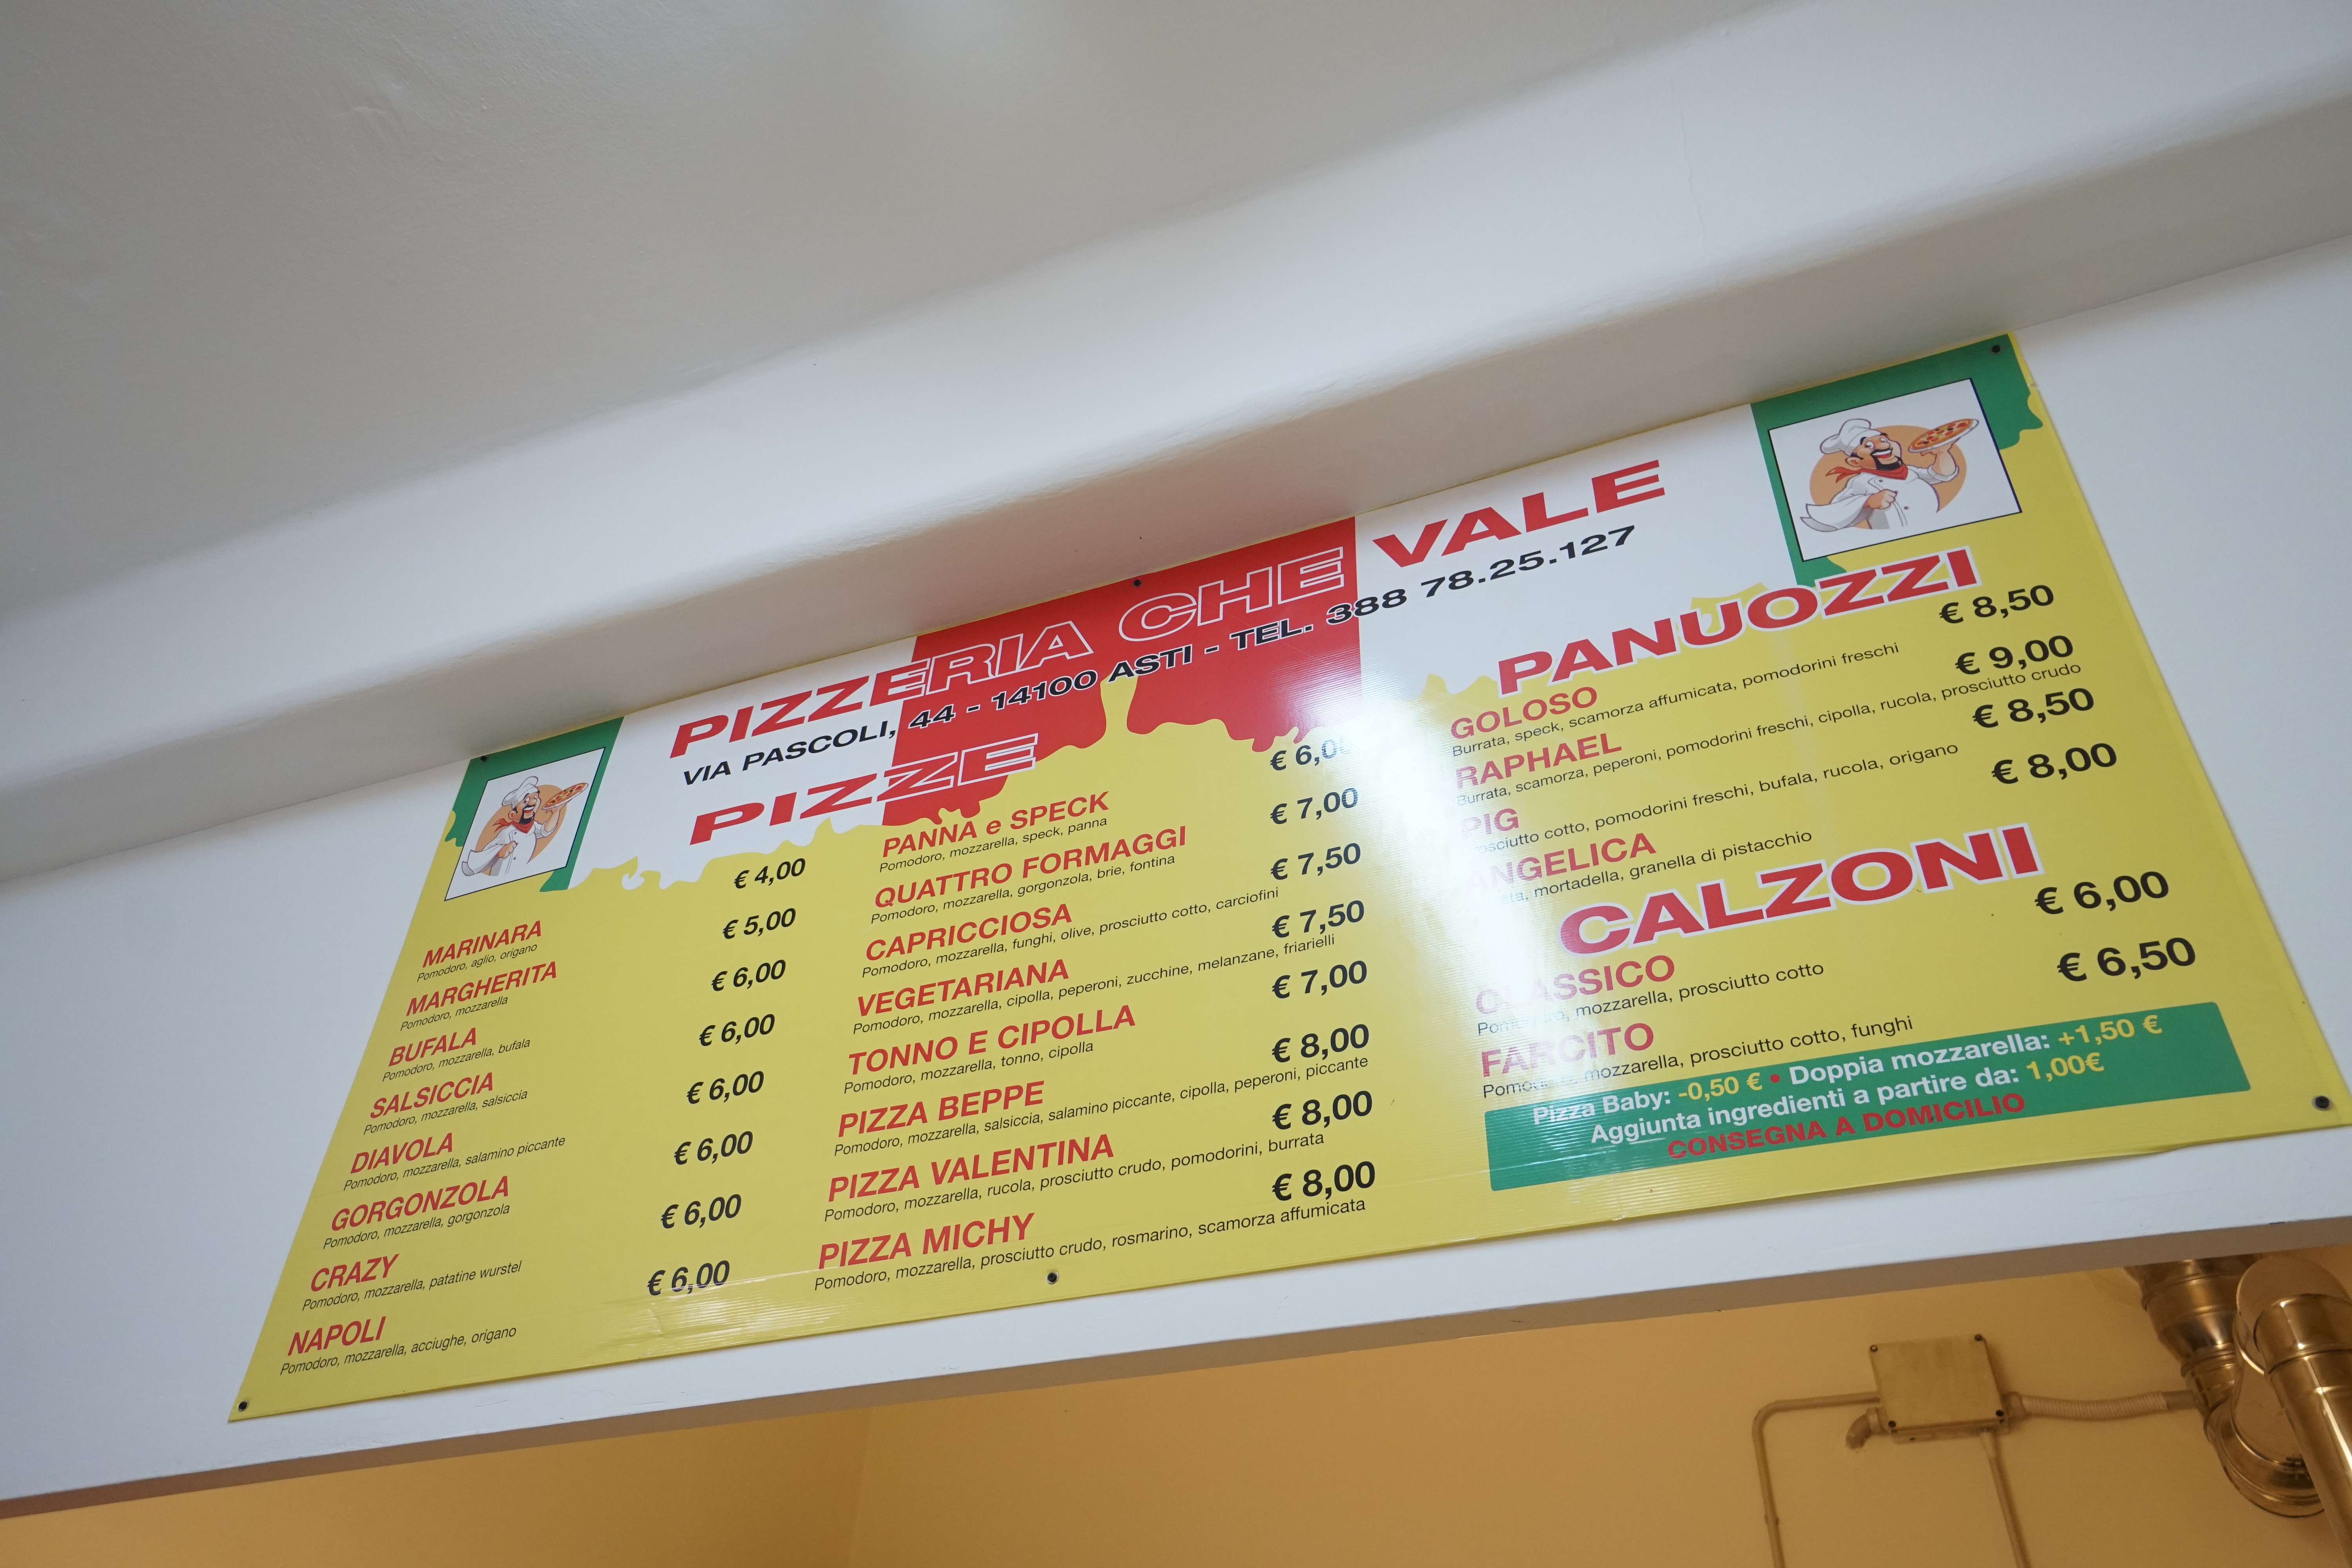 PIZZERIA CHE VALE
VIA PASCOLI, 44 - 14100 ASTI - TEL. 388 78.25.127
PIZZE
MARINARA € 4,00
Pomodoro, aglio, origano
MARGHERITA € 5,00
Pomodoro, mozzarella
BUFALA € 6,00
Pomodoro, mozzarella, bufala
SALSICCIA € 6,00
Pomodoro, mozzarella, salsiccia
DIAVOLA € 6,00
Pomodoro, mozzarella, salamino piccante
GORGONZOLA € 6,00
Pomodoro, mozzarella, gorgonzola
CRAZY € 6,00
Pomodoro, mozzarella, patatine wurstel
NAPOLI € 6,00
Pomodoro, mozzarella, acciughe, origano
PANNA e SPECK € 6,00
Pomodoro, mozzarella, speck, panna
QUATTRO FORMAGGI € 7,00
Pomodoro, mozzarella, gorgonzola, brie, fontina
CAPRICCIOSA € 7,50
Pomodoro, mozzarella, funghi, olive, prosciutto cotto, carciofini
VEGETARIANA € 7,50
Pomodoro, mozzarella, cipolla, peperoni, zucchine, melanzane, friarielli
TONNO E CIPOLLA € 7,00
Pomodoro, mozzarella, tonno, cipolla
PIZZA BEPPE € 8,00
Pomodoro, mozzarella, salsiccia, salamino piccante, cipolla, peperoni, piccante
PIZZA VALENTINA € 8,00
Pomodoro, mozzarella, rucola, prosciutto crudo, pomodorini, burrata
PIZZA MICHY € 8,00
Pomodoro, mozzarella, prosciutto crudo, rosmarino, scamorza affumicata
PANUOZZI
GOLOSO € 8,50
Burrata, speck, scamorza affumicata, pomodorini freschi
RAPHAEL € 9,00
Burrata, scamorza, peperoni, pomodorini freschi, cipolla, rucola, prosciutto crudo
PIG € 8,50
Prosciutto cotto, pomodorini freschi, bufala, rucola, origano
ANGELICA € 8,00
mortadella, granella di pistacchio
CALZONI
CLASSICO € 6,00
Pomodoro, mozzarella, prosciutto cotto
FARCITO € 6,50
Pomodoro, mozzarella, prosciutto cotto, funghi
Pizza Baby: -0,50 € • Doppia mozzarella: +1,50 €
Aggiunta ingredienti a partire da: 1,00€
CONSEGNA A DOMICILIO